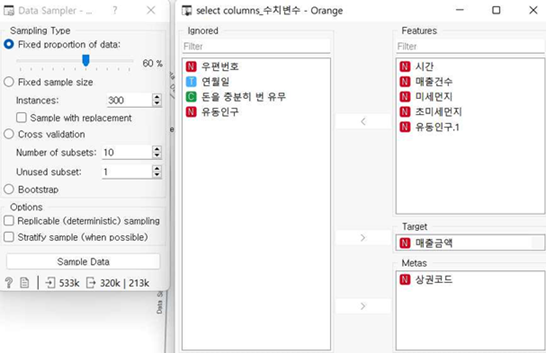 Data Sampler - ...
Sampling Type
Fixed proportion of data:
60 %
Fixed sample size
Instances: 300
Sample with replacement
Cross validation
Number of subsets: 10
Unused subset: 1
Bootstrap
Options
Replicable (deterministic) sampling
Stratify sample (when possible)
Sample Data
533k 320k | 213k
select columns_수치변수 - Orange
Ignored
Filter
N 우편번호
T 연월일
C 돈을 충분히 번 유무
N 유동인구
Features
Filter
N 시간
N 매출건수
N 미세먼지
N 초미세먼지
N 유동인구.1
Target
N 매출금액
Metas
N 상권코드